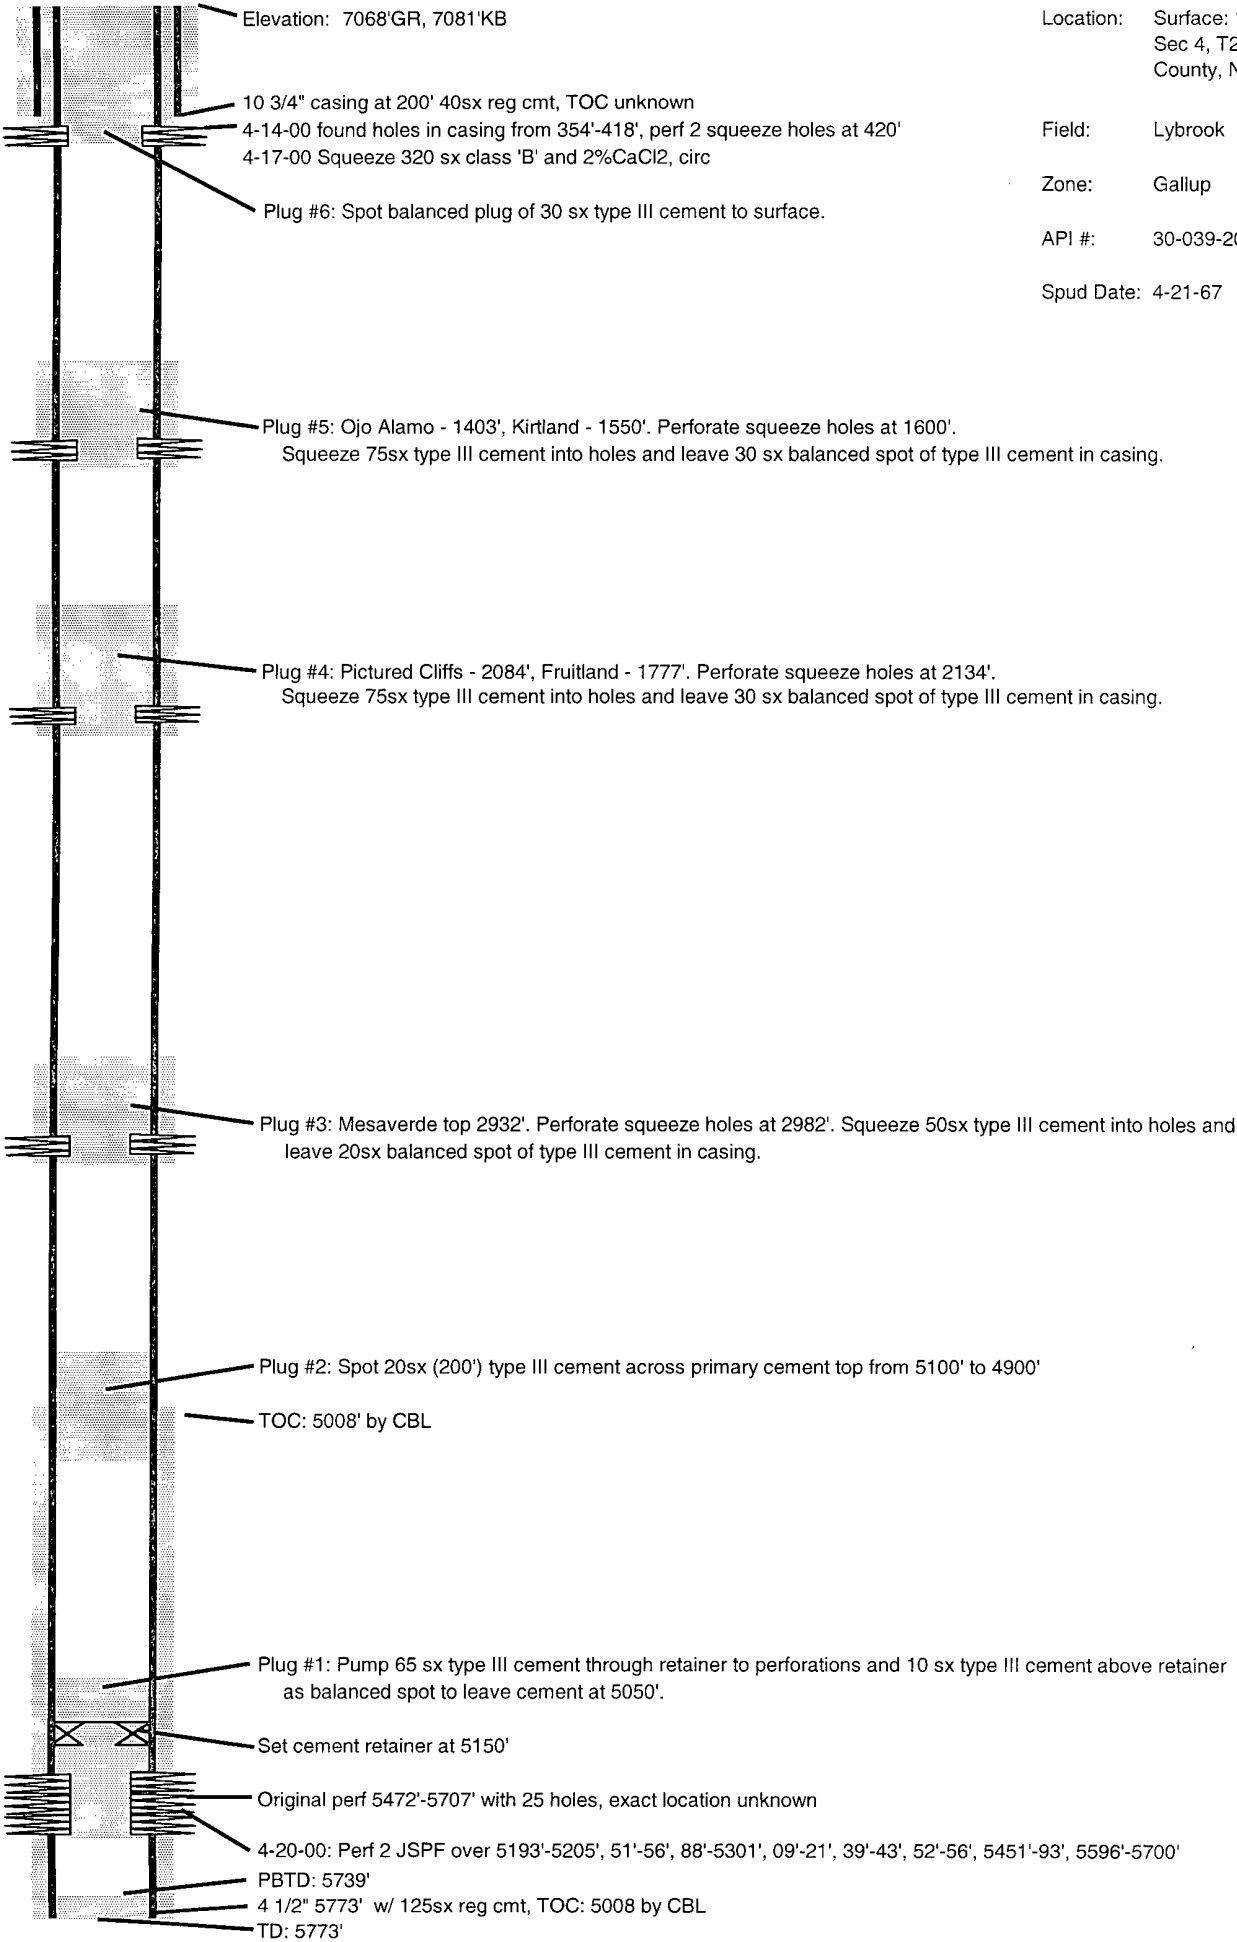 Elevation: 7068'GR, 7081'KB
Location: Surface:
Sec 4,
County,
10 3/4" casing at 200' 40sx reg cmt, TOC unknown
4-14-00 found holes in casing from 354'-418', perf 2 squeeze holes at 420'
Field: Lybrook
4-17-00 Squeeze 320 sx class 'B' and 2%CaCl2, circ
Zone: Gallup
Plug #6: Spot balanced plug of 30 sx type III cement to surface.
API #: 30-039-20
Spud Date: 4-21-67
Plug #5: Ojo Alamo - 1403', Kirtland - 1550'. Perforate squeeze holes at 1600'.
Squeeze 75sx type III cement into holes and leave 30 sx balanced spot of type III cement in casing.
Plug #4: Pictured Cliffs - 2084', Fruitland - 1777'. Perforate squeeze holes at 2134'.
Squeeze 75sx type III cement into holes and leave 30 sx balanced spot of type III cement in casing.
Plug #3: Mesaverde top 2932'. Perforate squeeze holes at 2982'. Squeeze 50sx type III cement into holes and
leave 20sx balanced spot of type III cement in casing.
Plug #2: Spot 20sx (200') type III cement across primary cement top from 5100' to 4900'
TOC: 5008' by CBL
Plug #1: Pump 65 sx type III cement through retainer to perforations and 10 sx type III cement above retainer
as balanced spot to leave cement at 5050'.
Set cement retainer at 5150'
Original perf 5472'-5707' with 25 holes, exact location unknown
4-20-00: Perf 2 JSPF over 5193'-5205', 51'-56', 88'-5301', 09'-21', 39'-43', 52'-56', 5451'-93', 5596'-5700'
PBTD: 5739'
4 1/2" 5773' w/ 125sx reg cmt, TOC: 5008 by CBL
TD: 5773'